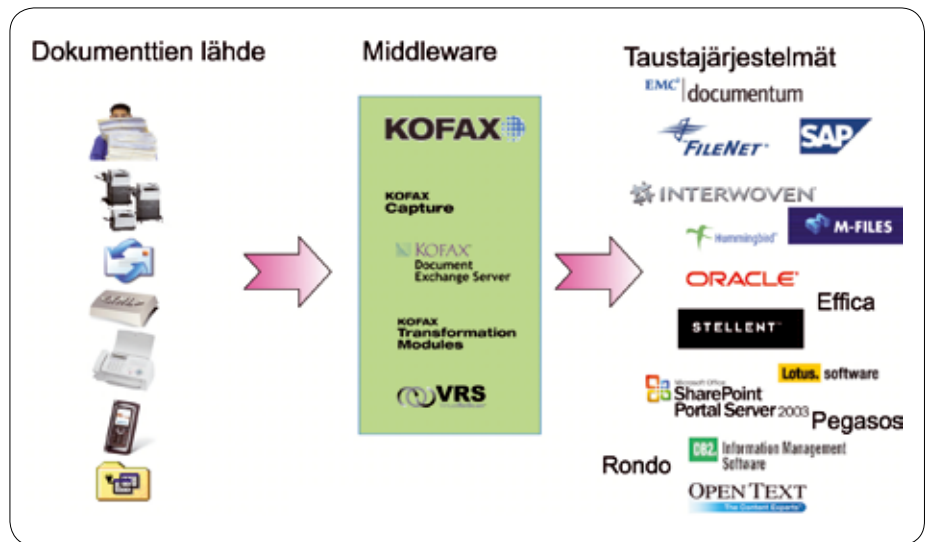 Dokumenttien lähde
Middleware
Taustajärjestelmät
KOFAX
KOFAX
Capture
KOFAX
Document
Exchange Server
KOFAX
Transformation
Modules
VRS
EMC² documentum
FILENET
SAP
INTERWOVEN
Hummingbird
M-FILES
ORACLE
Effica
STELLENT
Lotus. software
Microsoft Office
SharePoint
Portal Server 2003
Pegasos
Rondo
DB2. Information Management
Software
OPEN TEXT
The Content Experts